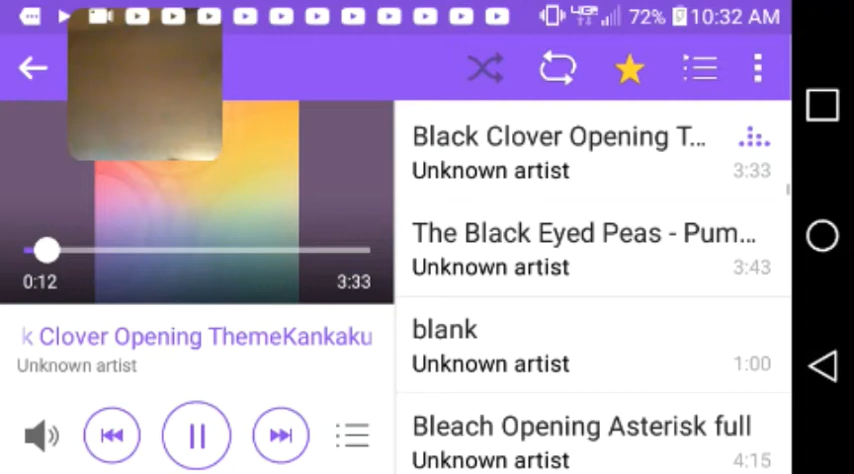 4G 72% 10:32 AM
0:12 3:33
k Clover Opening ThemeKankaku
Unknown artist
Black Clover Opening T...
Unknown artist 3:33
The Black Eyed Peas - Pum...
Unknown artist 3:43
blank
Unknown artist 1:00
Bleach Opening Asterisk full
Unknown artist 4:15